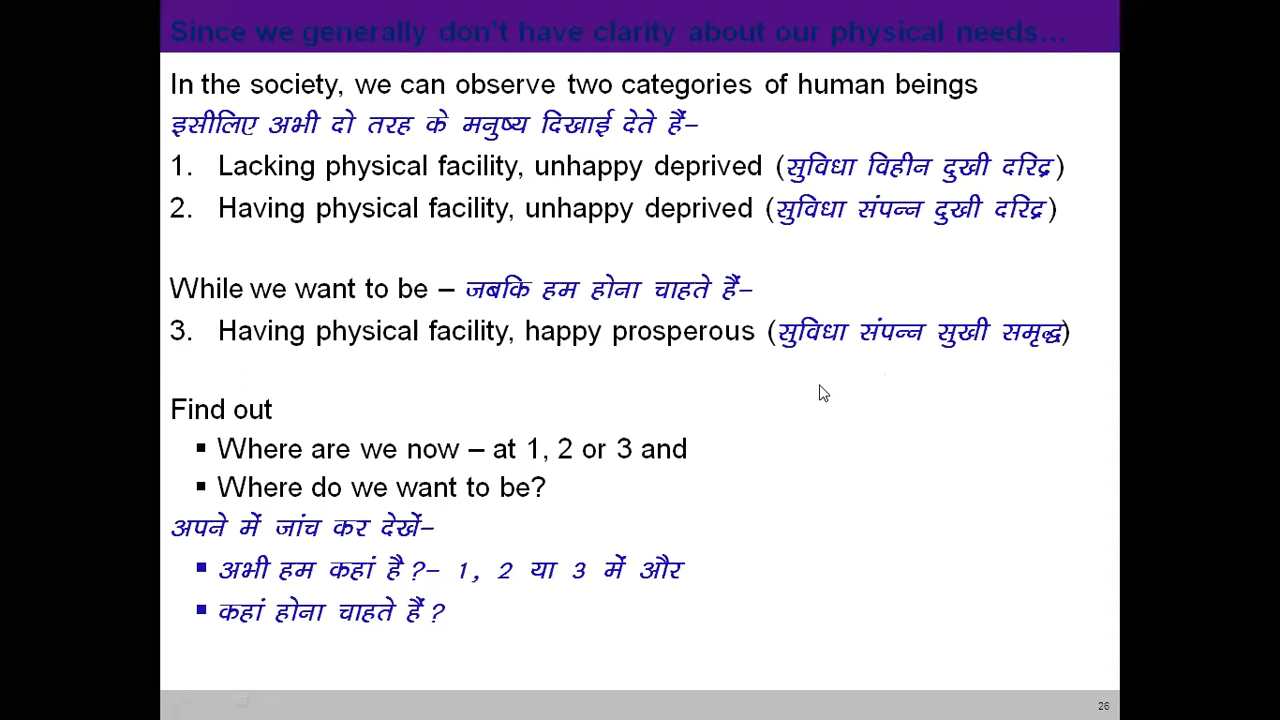 Since we generally don't have clarity about our physical needs...
In the society, we can observe two categories of human beings
इसीलिए अभी दो तरह के मनुष्य दिखाई देते हैं–
1. Lacking physical facility, unhappy deprived (सुविधा विहीन दुखी दरिद्र)
2. Having physical facility, unhappy deprived (सुविधा संपन्न दुखी दरिद्र)
While we want to be – जबकि हम होना चाहते हैं–
3. Having physical facility, happy prosperous (सुविधा संपन्न सुखी समृद्ध)
Find out
▪ Where are we now – at 1, 2 or 3 and
▪ Where do we want to be?
अपने में जांच कर देखें–
▪ अभी हम कहां है ?– 1, 2 या 3 में और
▪ कहां होना चाहते हैं ?
26